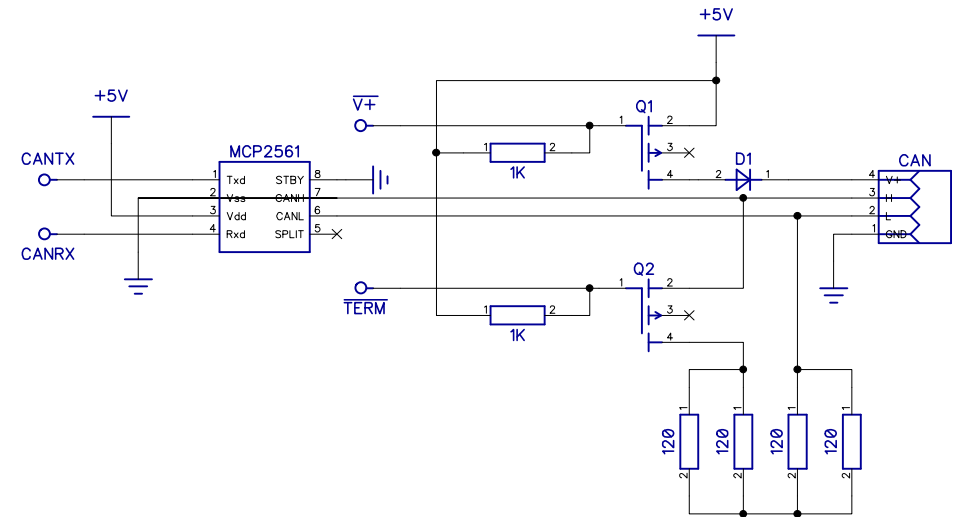 +5V
+5V
V+
Q1
1
2
3
4
CANTX
MCP2561
1
2
1K
D1
2
1
CAN
1
Txd
STBY
8
2
Vss
CANH
7
3
Vdd
CANL
6
4
Rxd
SPLIT
5
CANRX
4
V+
3
H
2
L
1
GND
TERM
Q2
1
2
3
4
1
2
1K
1
1
1
1
120
120
120
120
2
2
2
2